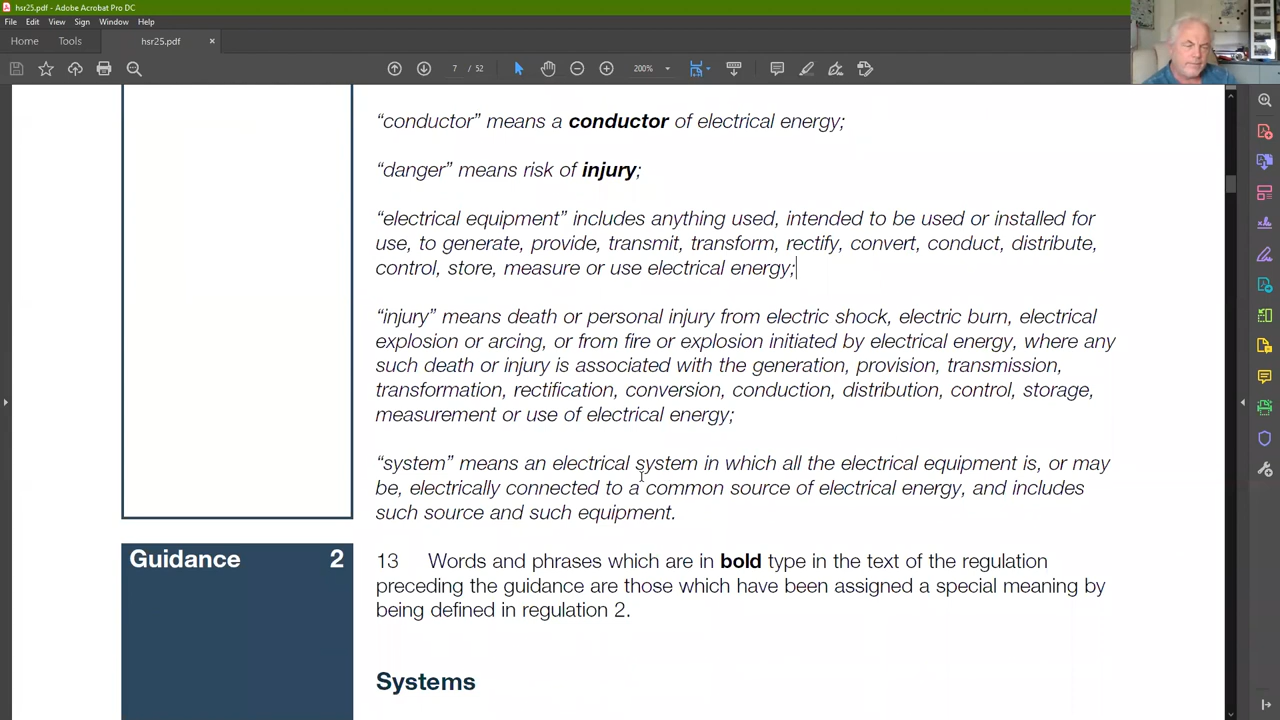 hsr25.pdf - Adobe Acrobat Pro DC
File Edit View Sign Window Help
Home Tools hsr25.pdf ×
7 / 52 200%
“conductor” means a conductor of electrical energy;
“danger” means risk of injury;
“electrical equipment” includes anything used, intended to be used or installed for
use, to generate, provide, transmit, transform, rectify, convert, conduct, distribute,
control, store, measure or use electrical energy;
“injury” means death or personal injury from electric shock, electric burn, electrical
explosion or arcing, or from fire or explosion initiated by electrical energy, where any
such death or injury is associated with the generation, provision, transmission,
transformation, rectification, conversion, conduction, distribution, control, storage,
measurement or use of electrical energy;
“system” means an electrical system in which all the electrical equipment is, or may
be, electrically connected to a common source of electrical energy, and includes
such source and such equipment.
Guidance 2
13 Words and phrases which are in bold type in the text of the regulation
preceding the guidance are those which have been assigned a special meaning by
being defined in regulation 2.
Systems